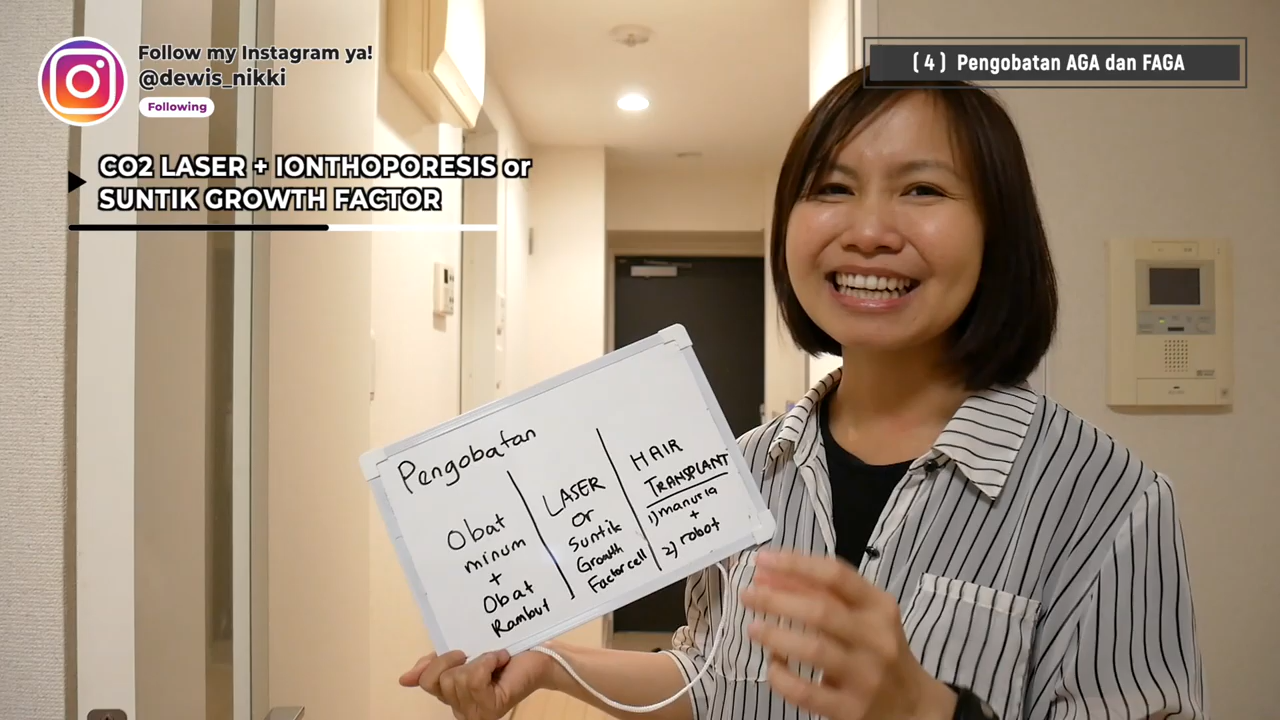 Follow my Instagram ya!
@dewis_nikki
Following
( 4 ) Pengobatan AGA dan FAGA
CO2 LASER + IONTHOPORESIS or
SUNTIK GROWTH FACTOR
Pengobatan
Obat
minum
+
Obat
Rambut
LASER
or
Suntik
Growth
Factor cell
HAIR
TRANSPLANT
1) manusia
+
2) robot